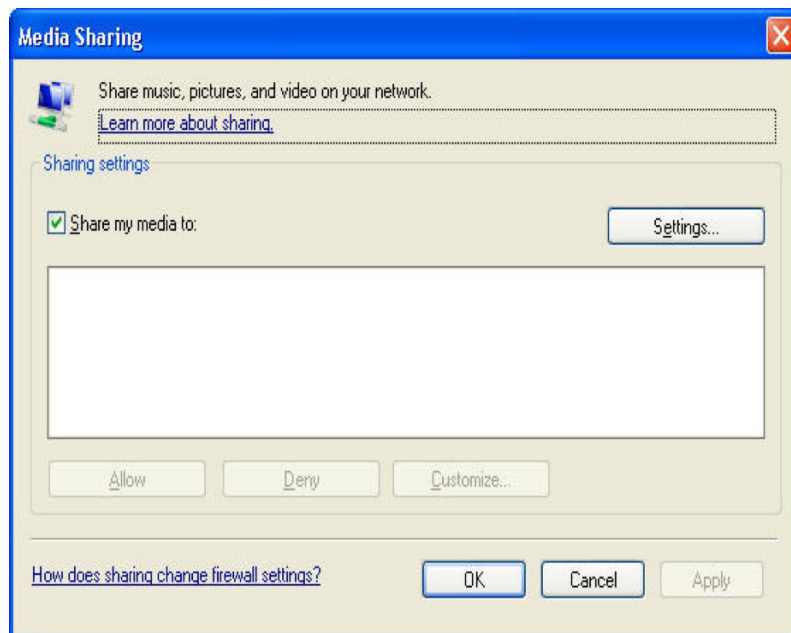 Media Sharing
Share music, pictures, and video on your network.
Learn more about sharing.
Sharing settings
Share my media to:
Settings...
Allow
Deny
Customize...
How does sharing change firewall settings?
OK
Cancel
Apply